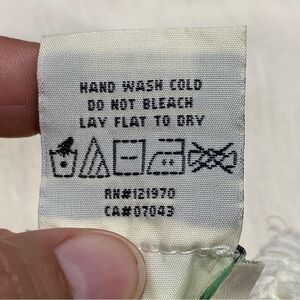 HAND WASH COLD
DO NOT BLEACH
LAY FLAT TO DRY
RN#121970
CA#07043